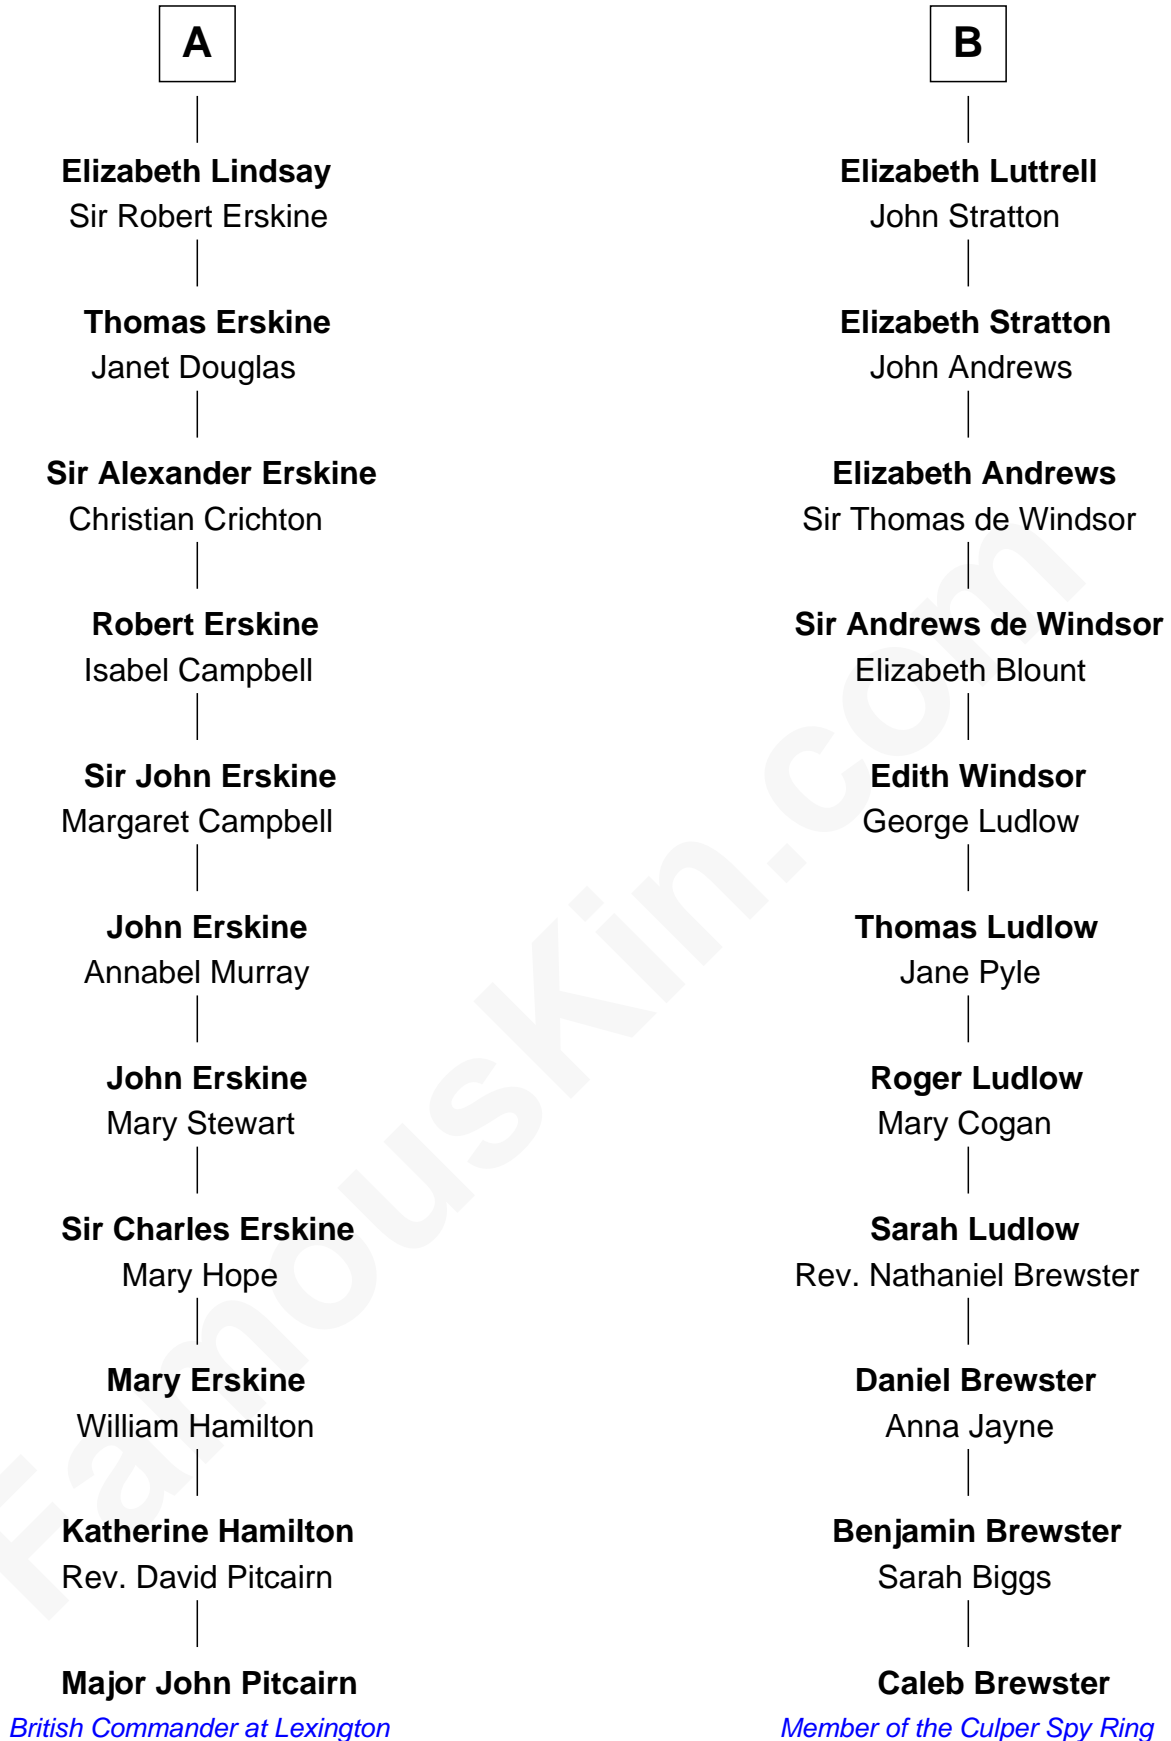 A
Elizabeth Lindsay
Sir Robert Erskine
Thomas Erskine
Janet Douglas
Sir Alexander Erskine
Christian Crichton
Robert Erskine
Isabel Campbell
Sir John Erskine
Margaret Campbell
John Erskine
Annabel Murray
John Erskine
Mary Stewart
Sir Charles Erskine
Mary Hope
Mary Erskine
William Hamilton
Katherine Hamilton
Rev. David Pitcairn
Major John Pitcairn
British Commander at Lexington
B
Elizabeth Luttrell
John Stratton
Elizabeth Stratton
John Andrews
Elizabeth Andrews
Sir Thomas de Windsor
Sir Andrews de Windsor
Elizabeth Blount
Edith Windsor
George Ludlow
Thomas Ludlow
Jane Pyle
Roger Ludlow
Mary Cogan
Sarah Ludlow
Rev. Nathaniel Brewster
Daniel Brewster
Anna Jayne
Benjamin Brewster
Sarah Biggs
Caleb Brewster
Member of the Culper Spy Ring
FamousKin.com